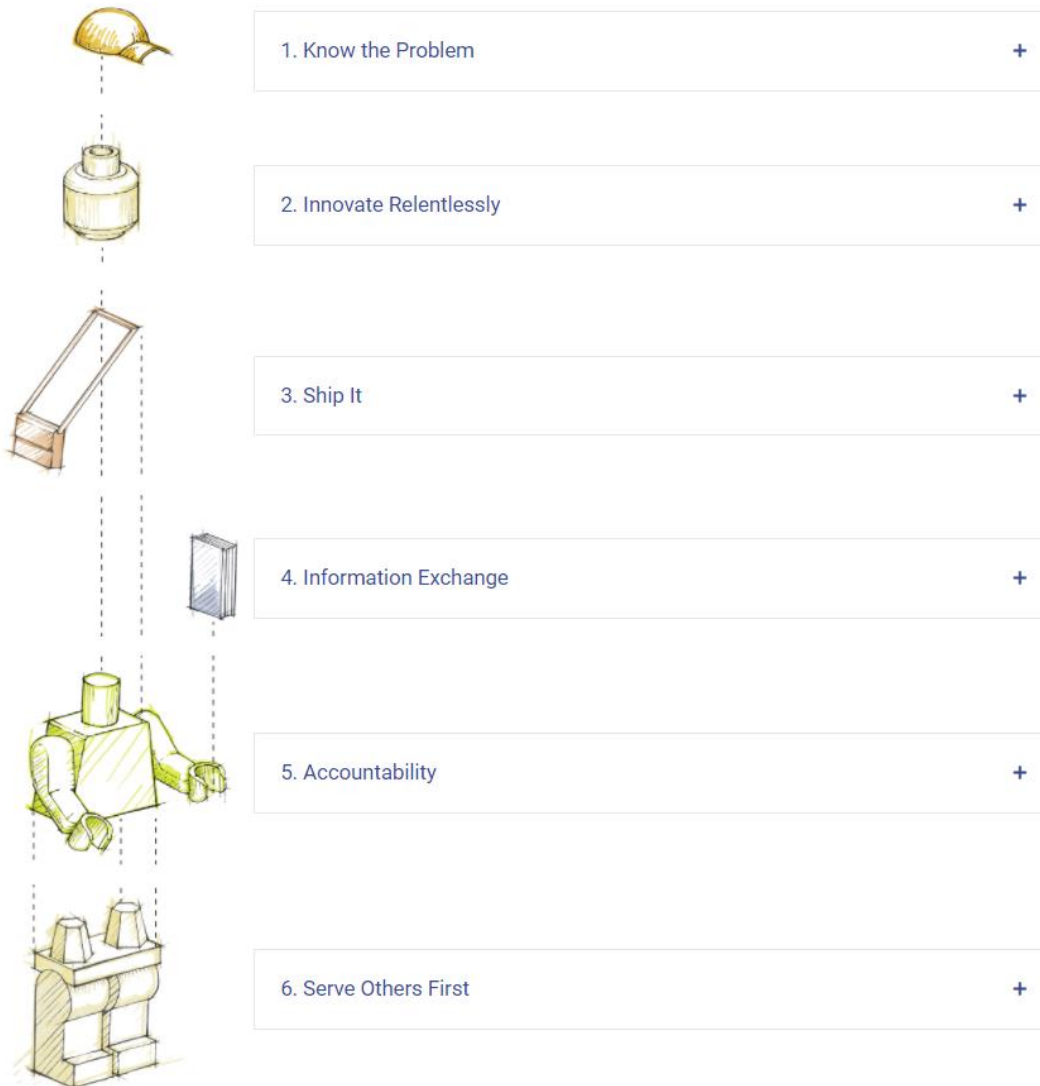 1. Know the Problem +
2. Innovate Relentlessly +
3. Ship It +
4. Information Exchange +
5. Accountability +
6. Serve Others First +